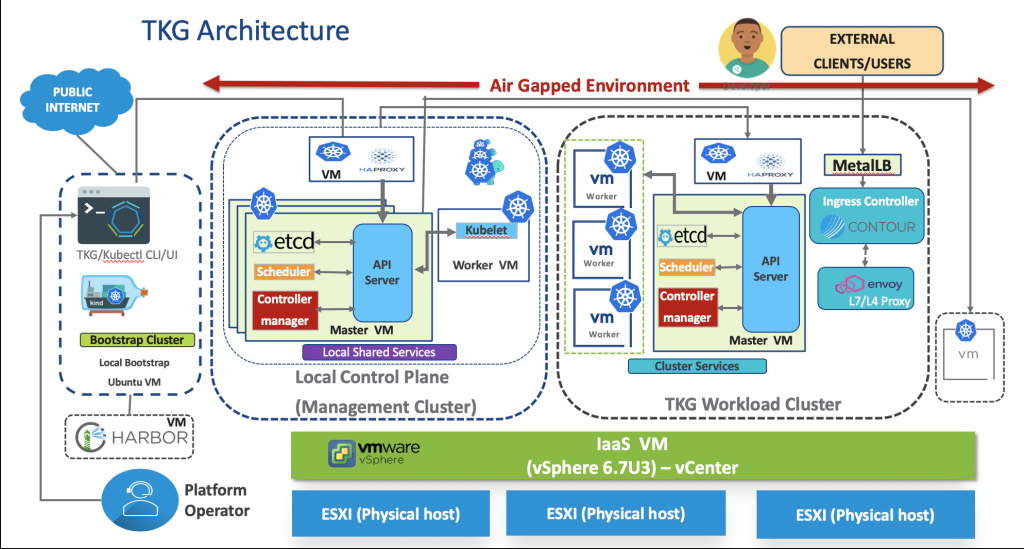 TKG Architecture
EXTERNAL
CLIENTS/USERS
PUBLIC
INTERNET
Air Gapped Environment
Developer
>_
TKG/Kubectl CLI/UI
kind
Bootstrap Cluster
Local Bootstrap
Ubuntu VM
VM
HARBOR
Platform
Operator
VM
HAPROXY
etcd
Scheduler
Controller
manager
API
Server
Master VM
Kubelet
Worker VM
Local Shared Services
Local Control Plane
(Management Cluster)
vm
Worker
vm
Worker
vm
Worker
VM
HAPROXY
etcd
Scheduler
Controller
manager
API
Server
Master VM
Cluster Services
TKG Workload Cluster
MetalLB
Ingress Controller
CONTOUR
envoy
L7/L4 Proxy
vm
vmware
vSphere
IaaS VM
(vSphere 6.7U3) – vCenter
ESXI (Physical host)
ESXI (Physical host)
ESXI (Physical host)